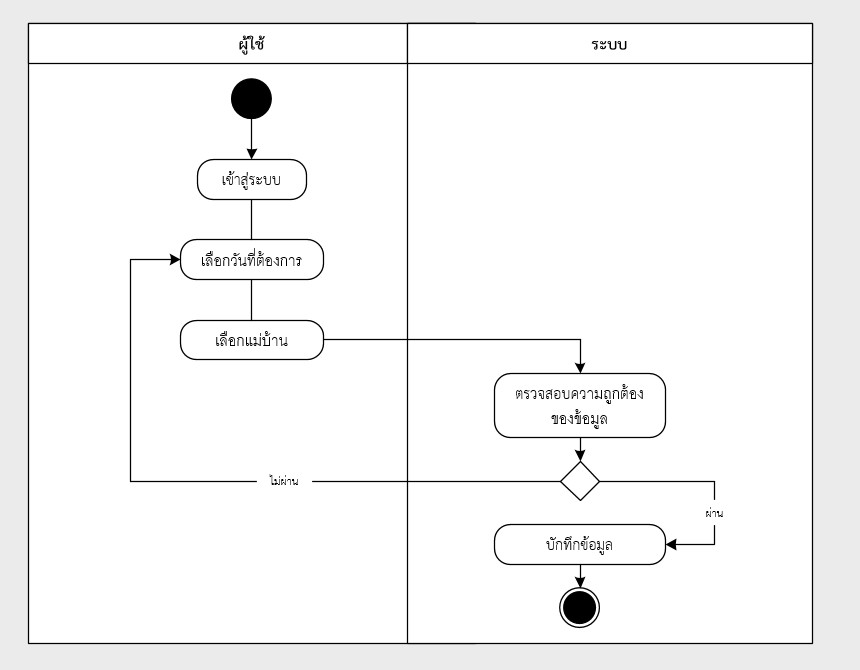 ผู้ใช้
ระบบ
เข้าสู่ระบบ
เลือกวันที่ต้องการ
เลือกแม่บ้าน
ตรวจสอบความถูกต้อง
ของข้อมูล
ไม่ผ่าน
ผ่าน
บักทึกข้อมูล